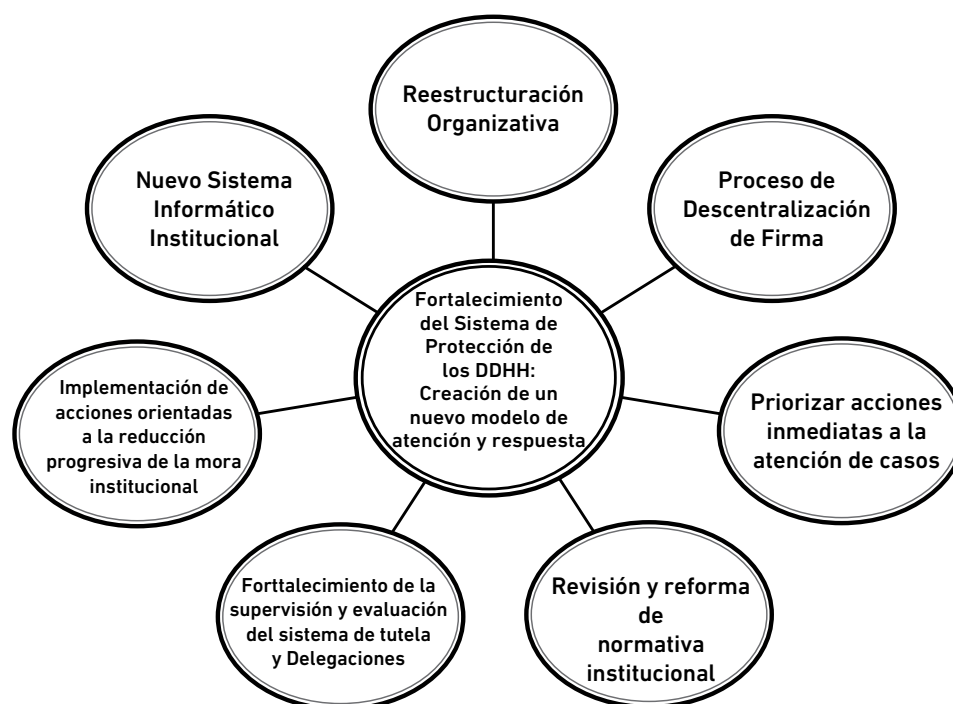 Reestructuración
Organizativa
Nuevo Sistema
Informático
Institucional
Proceso de
Descentralización
de Firma
Fortalecimiento
del Sistema de
Protección de
los DDHH:
Creación de un
nuevo modelo de
atención y respuesta
Implementación de
acciones orientadas
a la reducción
progresiva de la mora
institucional
Priorizar acciones
inmediatas a la
atención de casos
Forttalecimiento de la
supervisión y evaluación
del sistema de tutela
y Delegaciones
Revisión y reforma
de
normativa
institucional